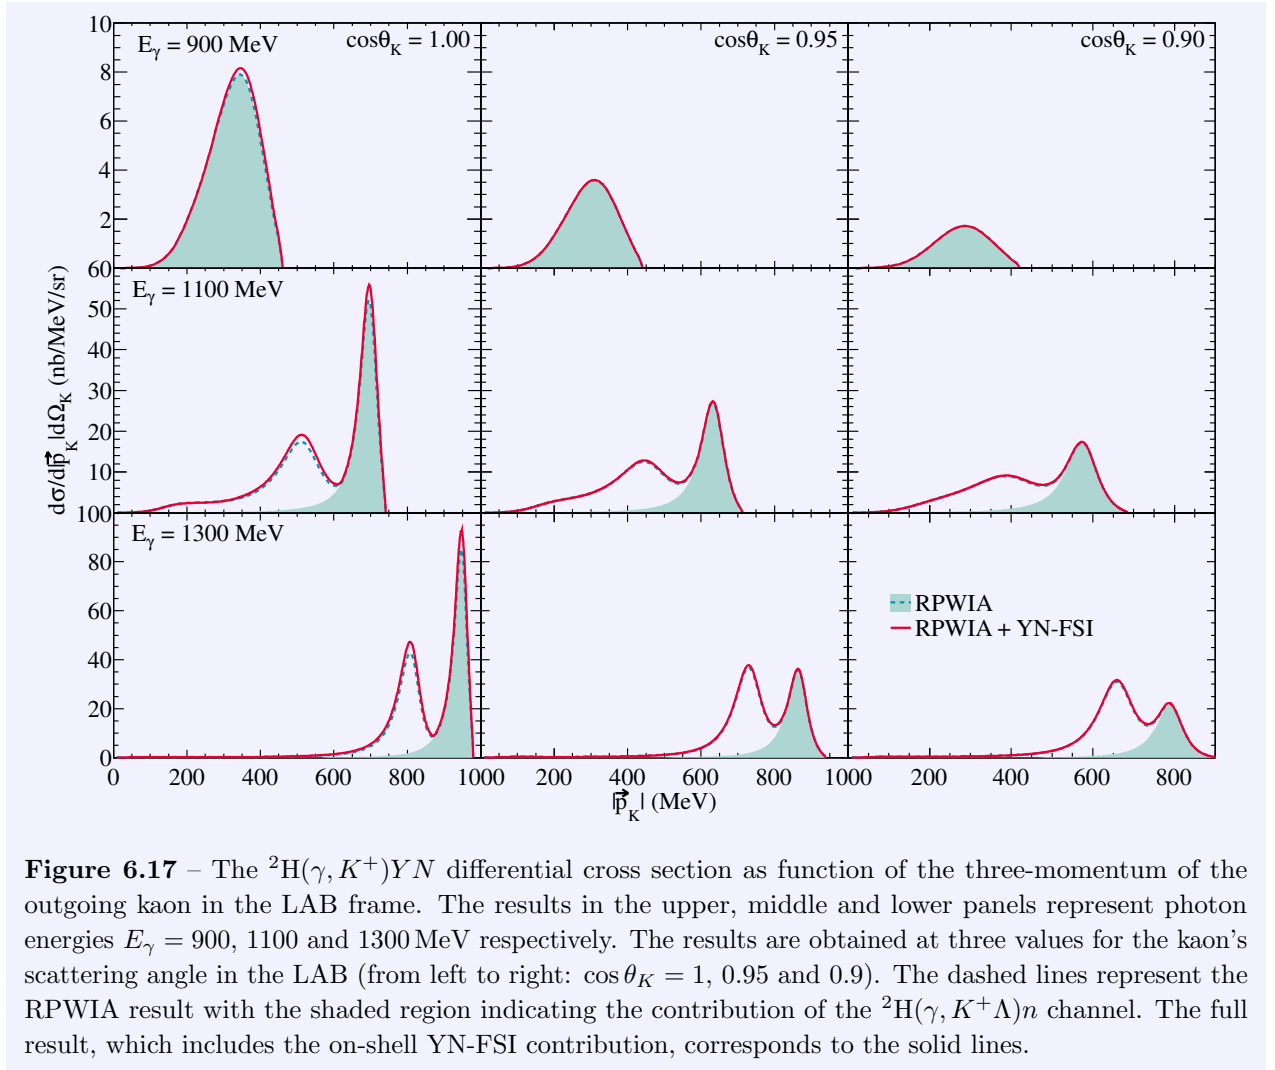 E_γ = 900 MeV cosθ_K = 1.00 cosθ_K = 0.95 cosθ_K = 0.90
10
8
6
4
2
60
E_γ = 1100 MeV
50
40
30
20
10
100
E_γ = 1300 MeV
80
60
40
20
0
dσ/d|p⃗_K|dΩ_K (nb/MeV/sr)
RPWIA
RPWIA + YN-FSI
0 200 400 600 800 1000 200 400 600 800 1000 200 400 600 800
|p⃗_K| (MeV)
Figure 6.17 – The ²H(γ, K⁺)YN differential cross section as function of the three-momentum of the
outgoing kaon in the LAB frame. The results in the upper, middle and lower panels represent photon
energies E_γ = 900, 1100 and 1300 MeV respectively. The results are obtained at three values for the kaon's
scattering angle in the LAB (from left to right: cos θ_K = 1, 0.95 and 0.9). The dashed lines represent the
RPWIA result with the shaded region indicating the contribution of the ²H(γ, K⁺Λ)n channel. The full
result, which includes the on-shell YN-FSI contribution, corresponds to the solid lines.